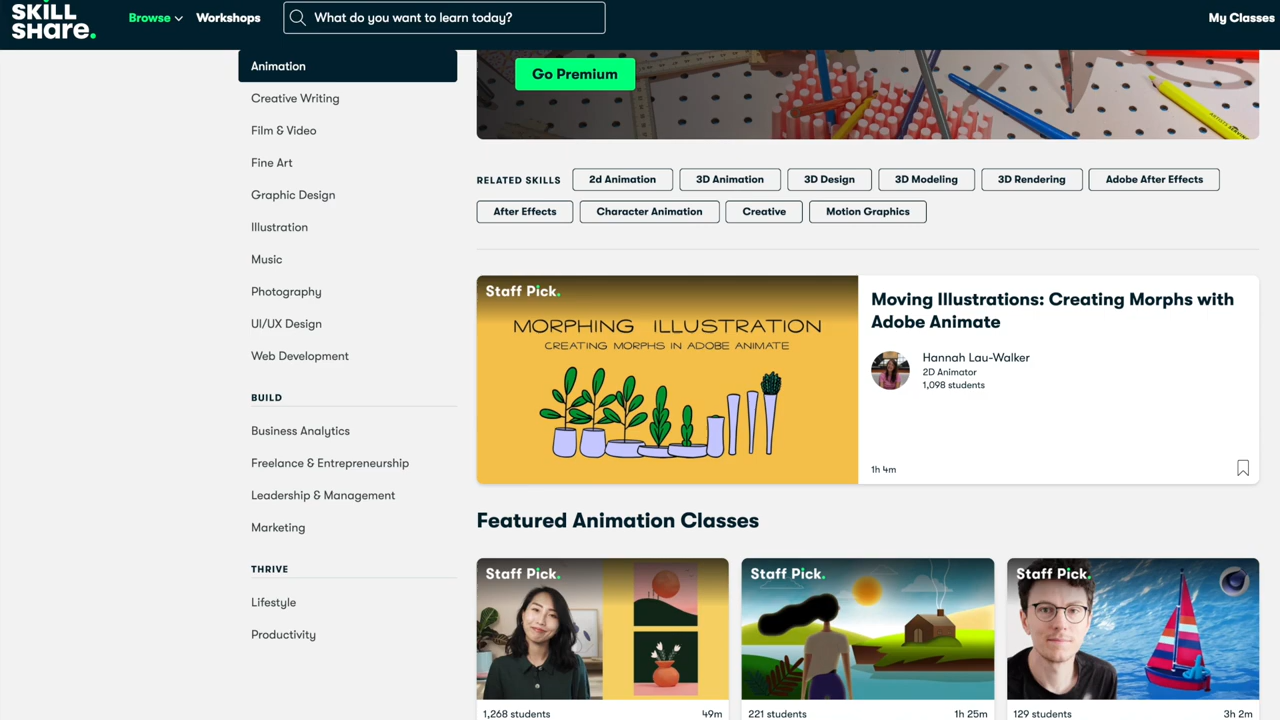 SKILL
SHARE.
Browse
Workshops
What do you want to learn today?
My Classes
Animation
Creative Writing
Film & Video
Fine Art
Graphic Design
Illustration
Music
Photography
UI/UX Design
Web Development
BUILD
Business Analytics
Freelance & Entrepreneurship
Leadership & Management
Marketing
THRIVE
Lifestyle
Productivity
Go Premium
RELATED SKILLS
2d Animation
3D Animation
3D Design
3D Modeling
3D Rendering
Adobe After Effects
After Effects
Character Animation
Creative
Motion Graphics
Staff Pick.
MORPHING ILLUSTRATION
CREATING MORPHS IN ADOBE ANIMATE
Moving Illustrations: Creating Morphs with
Adobe Animate
Hannah Lau-Walker
2D Animator
1,098 students
1h 4m
Featured Animation Classes
Staff Pick.
1,268 students
49m
Staff Pick.
221 students
1h 25m
Staff Pick.
129 students
3h 2m